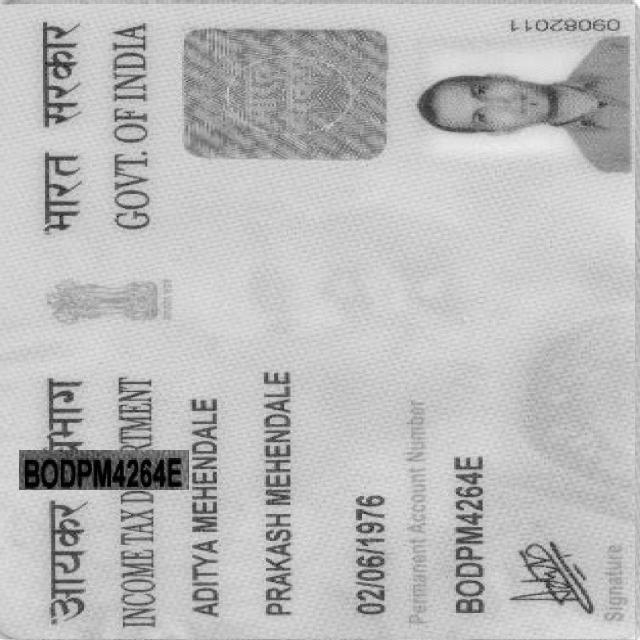 आयकर विभाग भारत सरकार
INCOME TAX DEPARTMENT GOVT. OF INDIA
BODPM4264E
ADITYA MEHENDALE
PRAKASH MEHENDALE
02/06/1976
Permanent Account Number
BODPM4264E
Signature
09082011